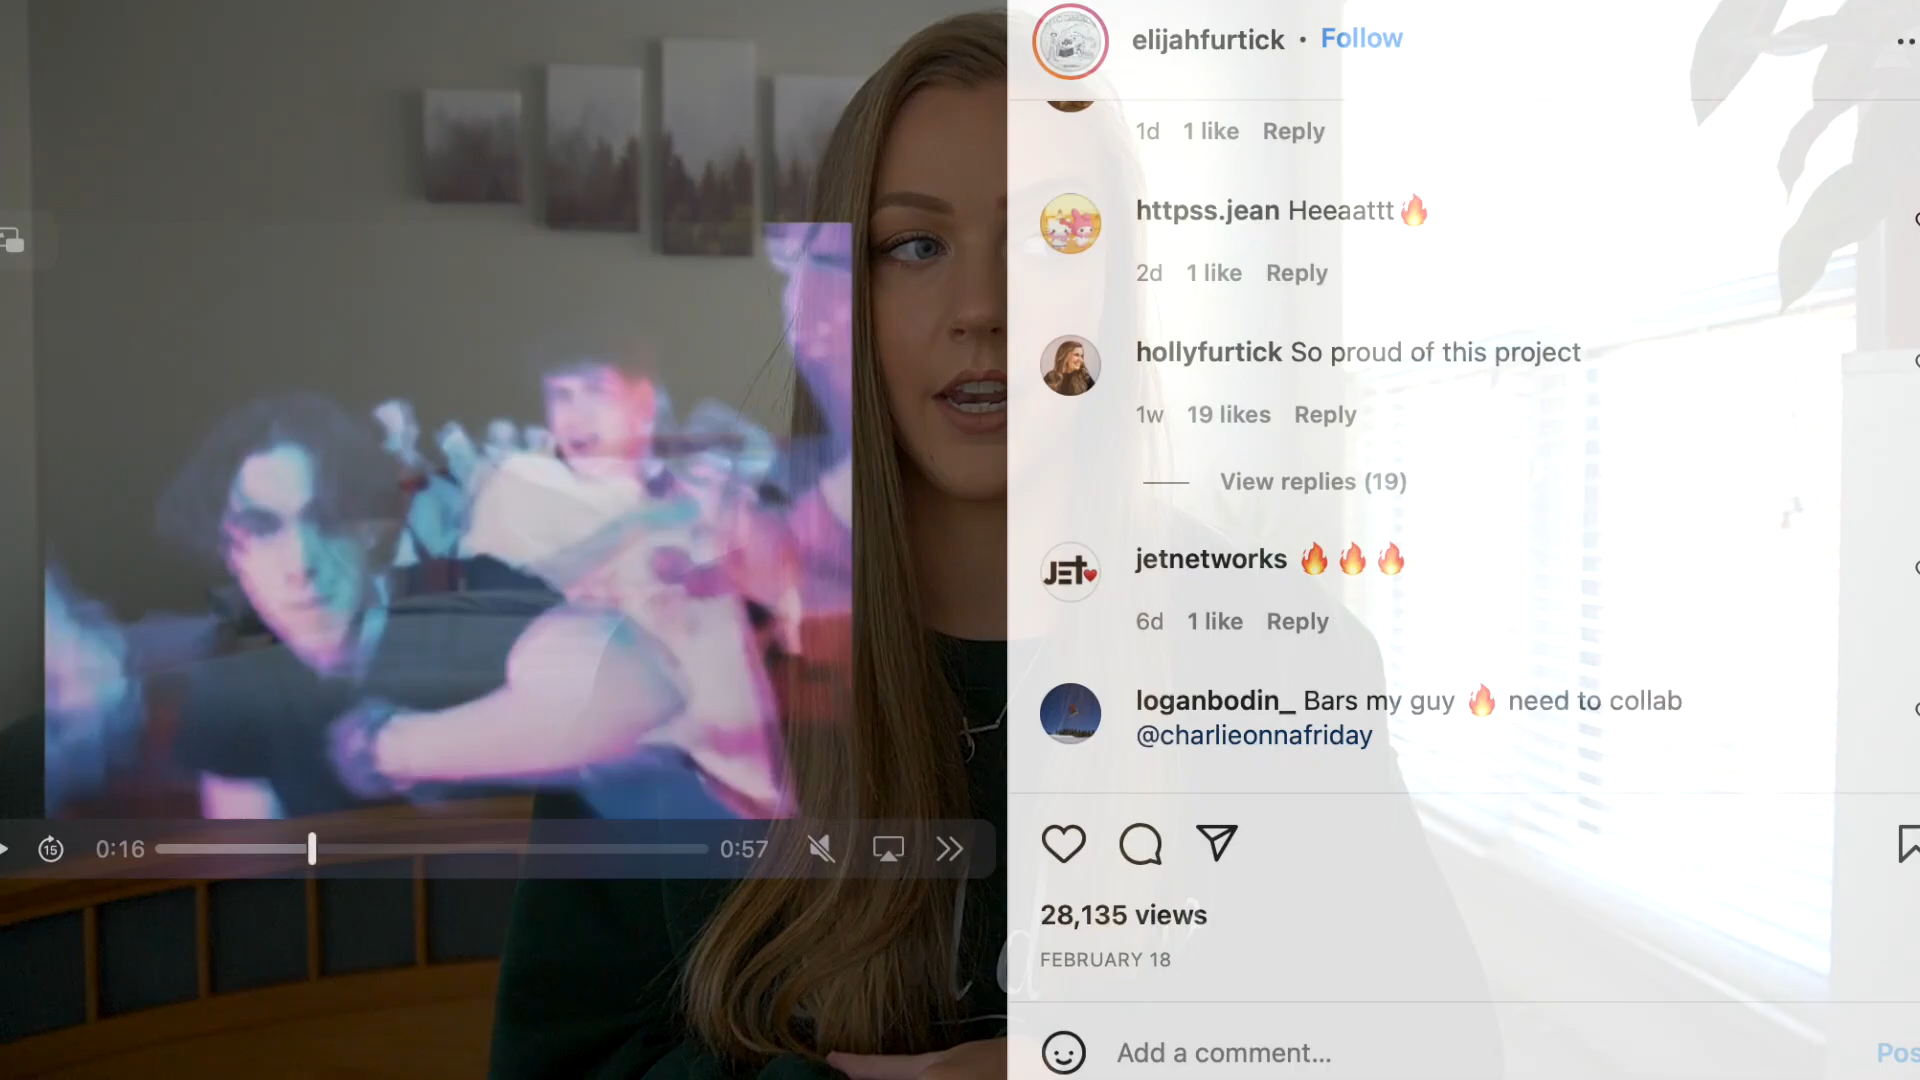 elijahfurtick • Follow
1d 1 like Reply
httpss.jean Heeaattt🔥
2d 1 like Reply
hollyfurtick So proud of this project
1w 19 likes Reply
View replies (19)
JET
jetnetworks 🔥🔥🔥
6d 1 like Reply
loganbodin_ Bars my guy 🔥 need to collab
@charlieonnafriday
15 0:16 0:57
28,135 views
FEBRUARY 18
Add a comment... Pos